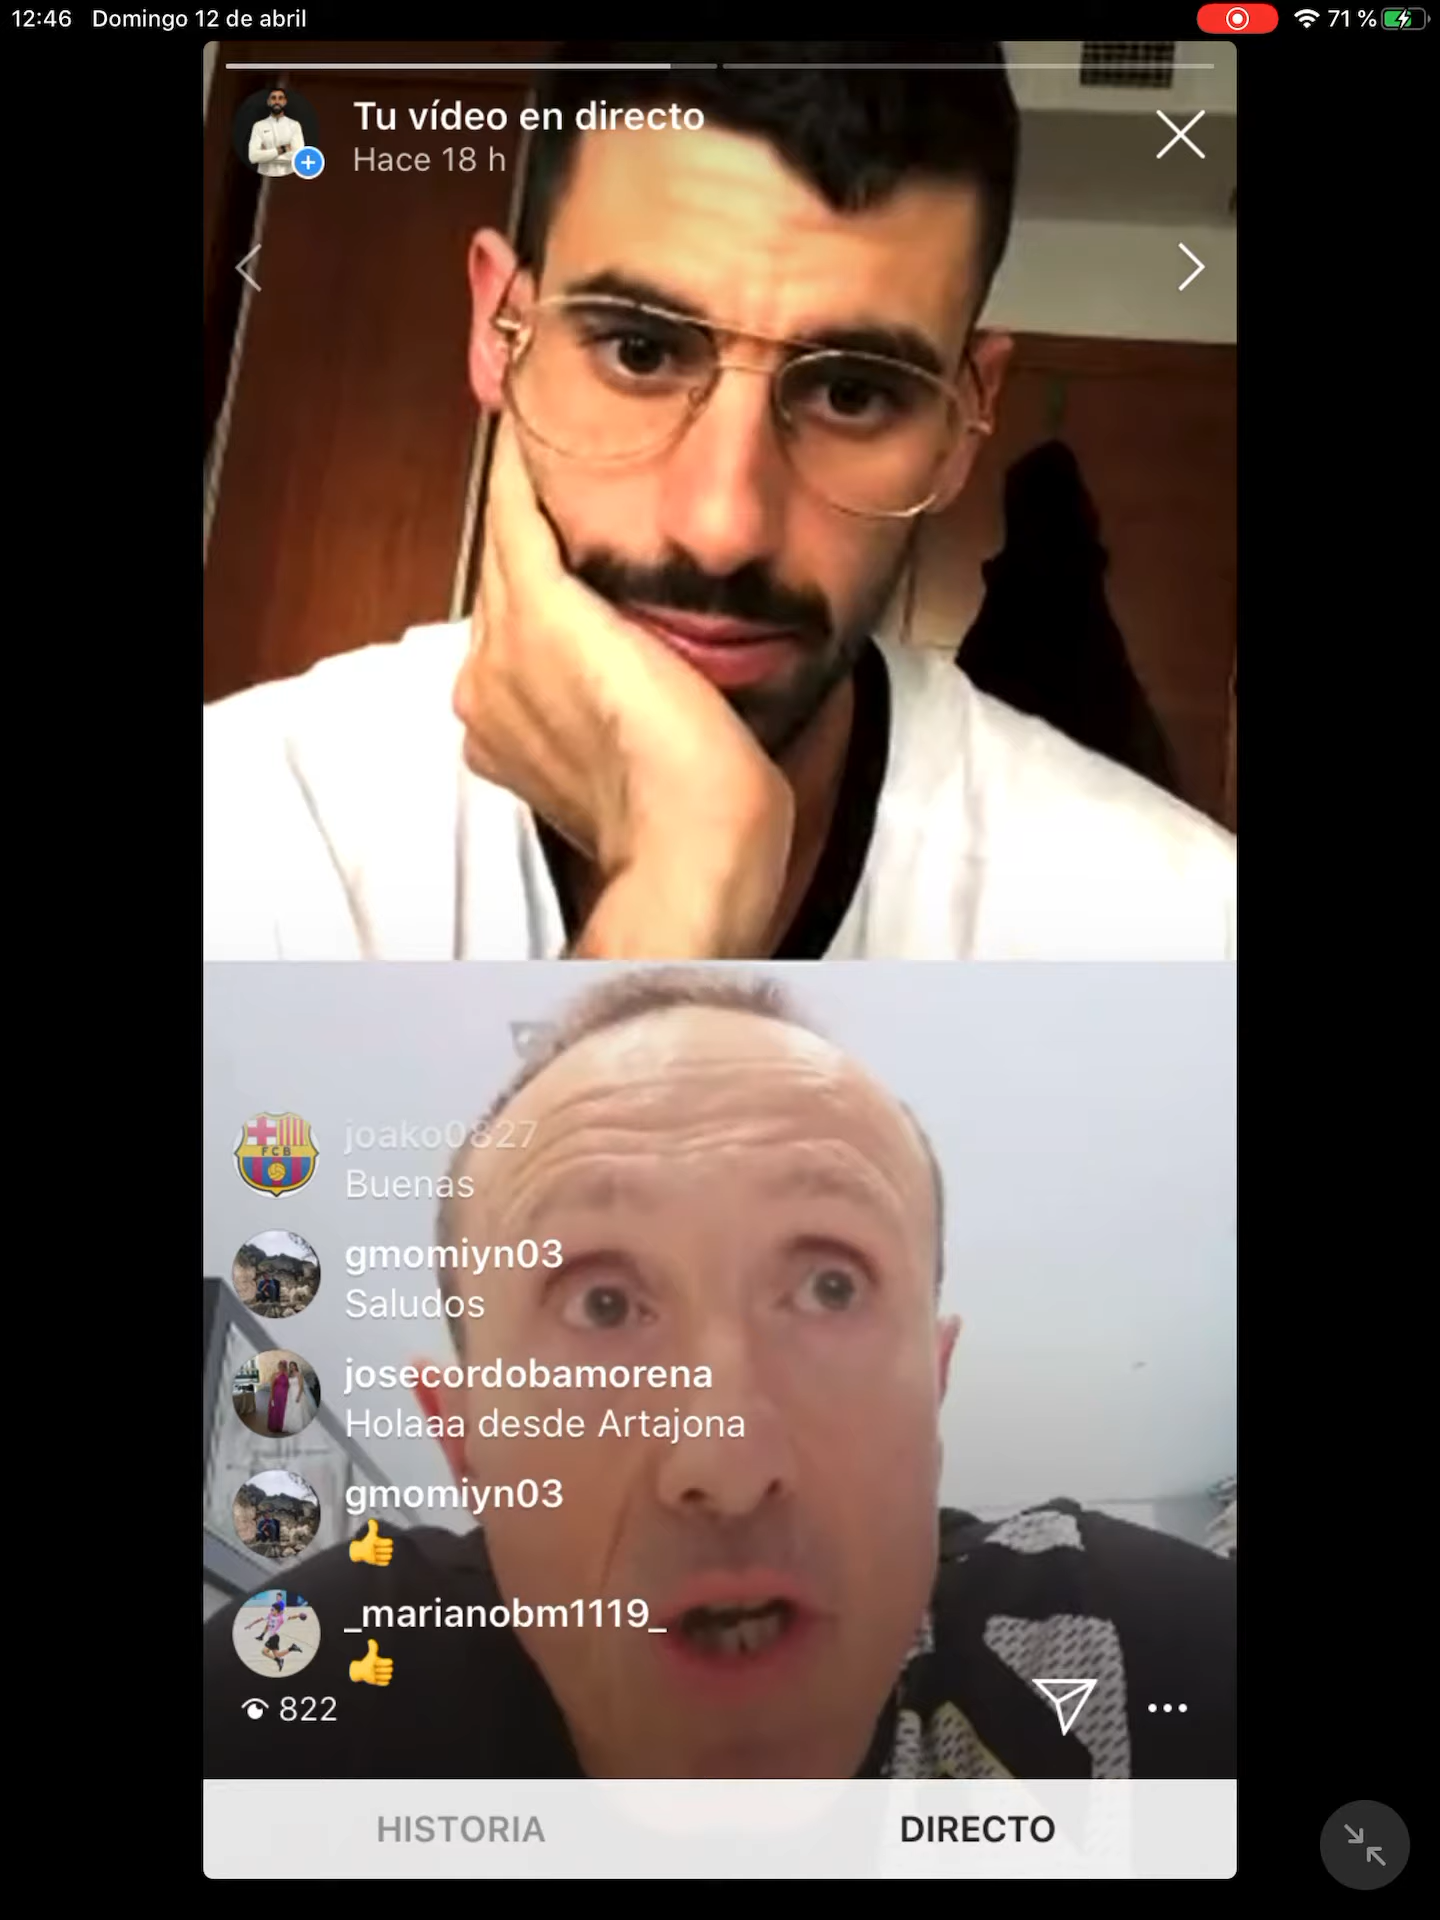 12:46 Domingo 12 de abril
71 %
Tu vídeo en directo
Hace 18 h
FCB
joako0827
Buenas
gmomiyn03
Saludos
josecordobamorena
Holaaa desde Artajona
gmomiyn03
👍
_marianobm1119_
👍
822
HISTORIA
DIRECTO